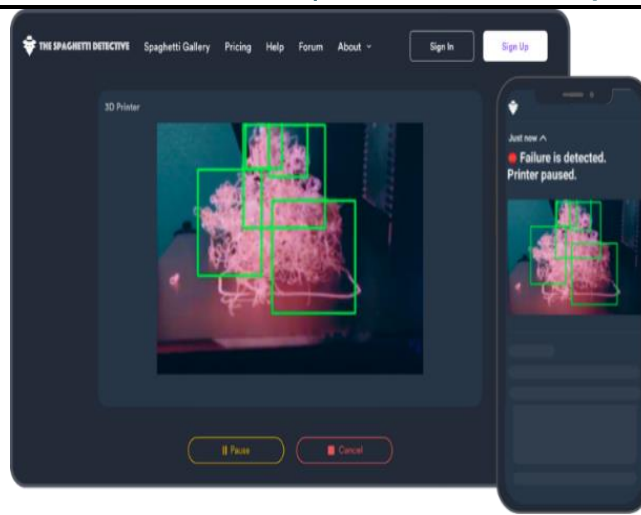 THE SPAGHETTI DETECTIVE Spaghetti Gallery Pricing Help Forum About Sign In Sign Up
3D Printer
Pause Cancel
Just now
Failure is detected.
Printer paused.